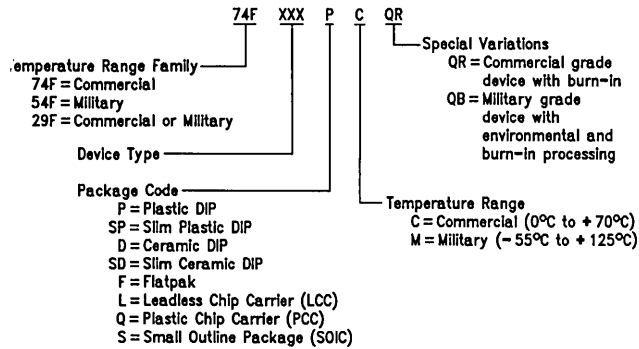 74F XXX P C QR
Special Variations
QR = Commercial grade
device with burn-in
QB = Military grade
device with
environmental and
burn-in processing
emperature Range Family
74F = Commercial
54F = Military
29F = Commercial or Military
Device Type
Package Code
P = Plastic DIP
SP = Slim Plastic DIP
D = Ceramic DIP
SD = Slim Ceramic DIP
F = Flatpak
L = Leadless Chip Carrier (LCC)
Q = Plastic Chip Carrier (PCC)
S = Small Outline Package (SOIC)
Temperature Range
C = Commercial (0°C to +70°C)
M = Military (-55°C to +125°C)